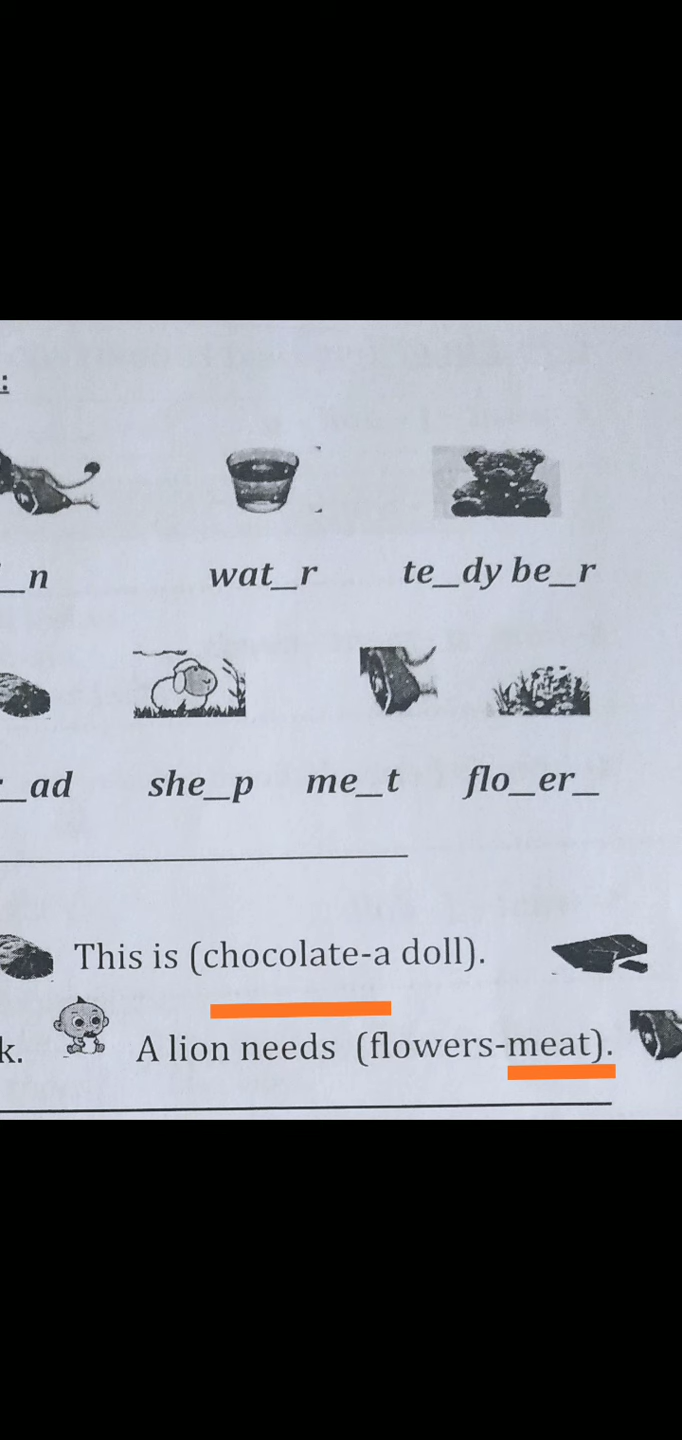 :
_n wat_r te_dy be_r
_ad she_p me_t flo_er_
This is (chocolate-a doll).
k. A lion needs (flowers-meat).